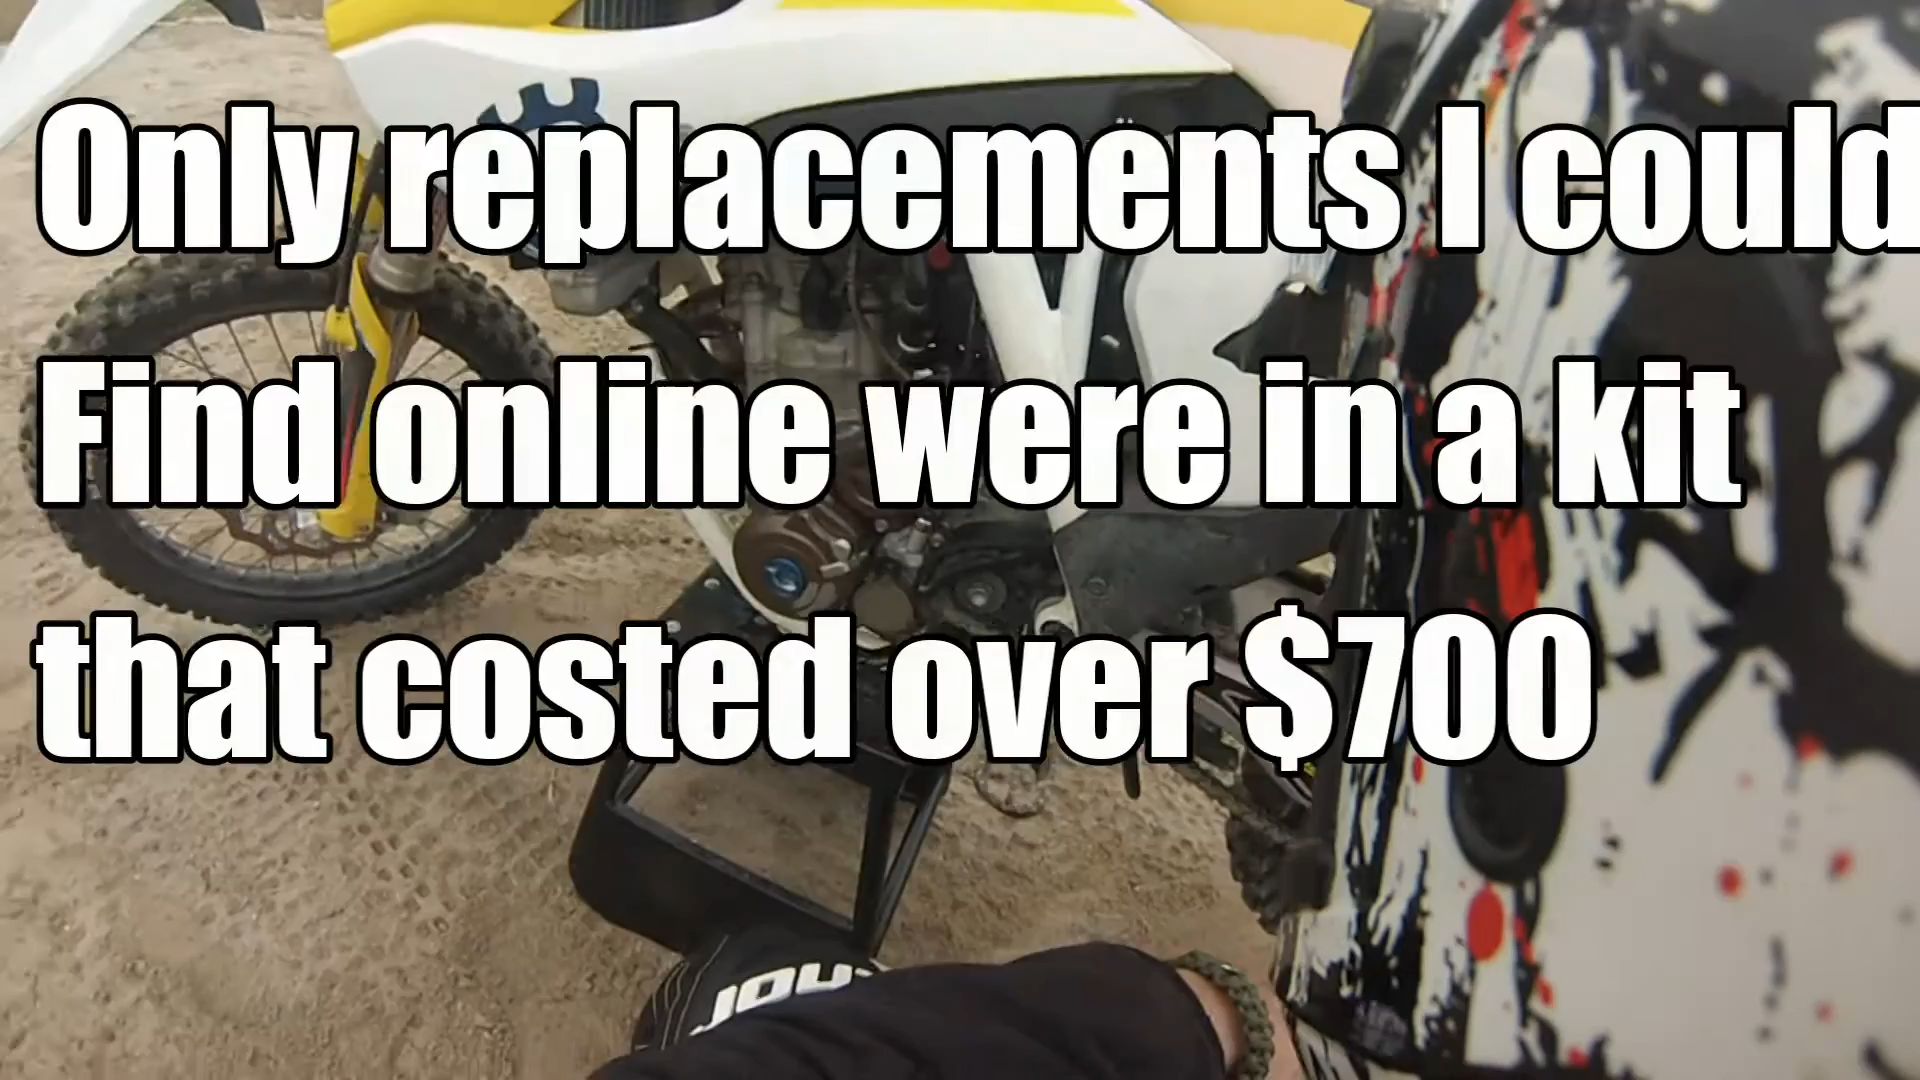 Only replacements I could
Find online were in a kit
that costed over $700